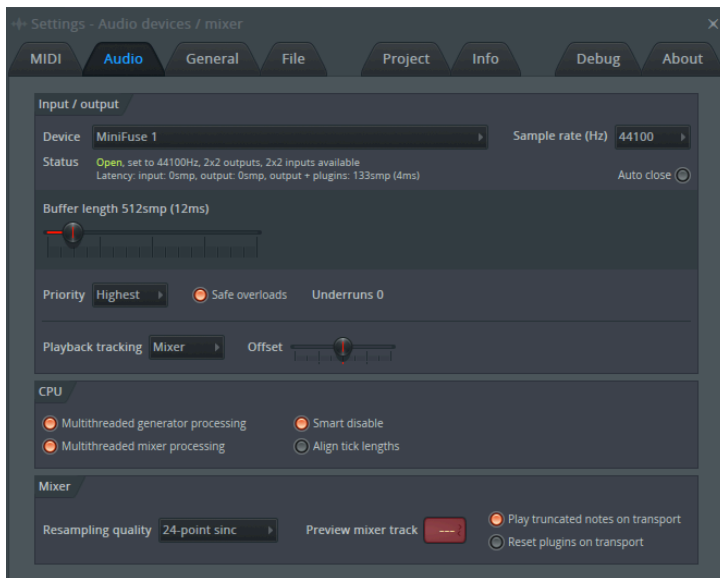 Settings - Audio devices / mixer
MIDI Audio General File Project Info Debug About
Input / output
Device MiniFuse 1 Sample rate (Hz) 44100
Status Open, set to 44100Hz, 2x2 outputs, 2x2 inputs available
Latency: input: 0smp, output: 0smp, output + plugins: 133smp (4ms)
Auto close
Buffer length 512smp (12ms)
Priority Highest Safe overloads Underruns 0
Playback tracking Mixer Offset
CPU
Multithreaded generator processing Smart disable
Multithreaded mixer processing Align tick lengths
Mixer
Play truncated notes on transport
Resampling quality 24-point sinc Preview mixer track ---
Reset plugins on transport